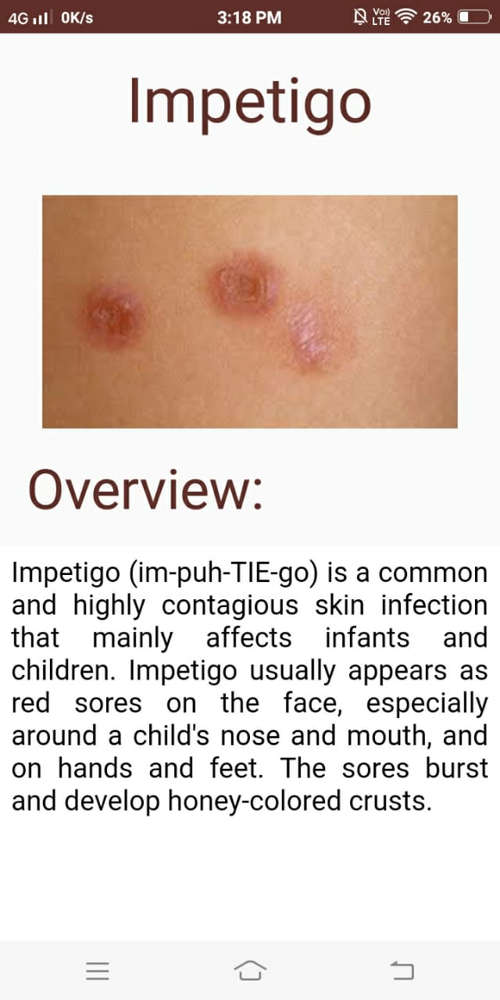 4G 0K/s 3:18 PM Vo)) LTE 26%
Impetigo
Overview:
Impetigo (im-puh-TIE-go) is a common
and highly contagious skin infection
that mainly affects infants and
children. Impetigo usually appears as
red sores on the face, especially
around a child's nose and mouth, and
on hands and feet. The sores burst
and develop honey-colored crusts.